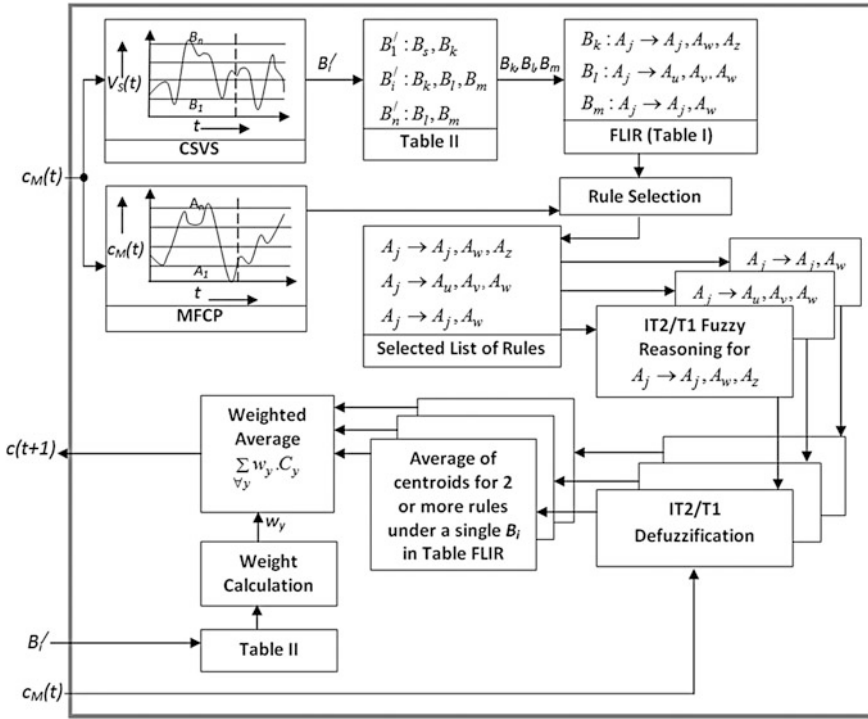 B_n
V_S(t)
B_1
t
CSVS
B_i^/
B_1^/ : B_s, B_k
B_i^/ : B_k, B_l, B_m
B_n^/ : B_l, B_m
Table II
B_k, B_l, B_m
B_k : A_j → A_j, A_w, A_z
B_l : A_j → A_u, A_v, A_w
B_m : A_j → A_j, A_w
FLIR (Table I)
c_M(t)
Rule Selection
A_n
c_M(t)
A_1
t
MFCP
A_j → A_j, A_w, A_z
A_j → A_u, A_v, A_w
A_j → A_j, A_w
Selected List of Rules
A_j → A_j, A_w
A_j → A_u, A_v, A_w
IT2/T1 Fuzzy
Reasoning for
A_j → A_j, A_w, A_z
c(t+1)
Weighted
Average
∑ w_y.C_y
∀y
Average of
centroids for 2
or more rules
under a single B_i
in Table FLIR
IT2/T1
Defuzzification
w_y
Weight
Calculation
B_i^/
Table II
c_M(t)